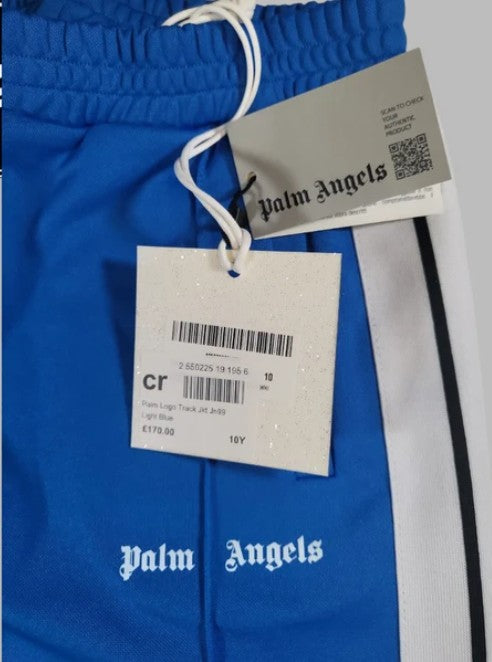 SCAN TO CHECK
YOUR
AUTHENTIC
PRODUCT
Palm Angels
2 550225 19 195 6
10
cr
Palm Logo Track Jkt Jn99
Light Blue
£170.00
10Y
Palm Angels